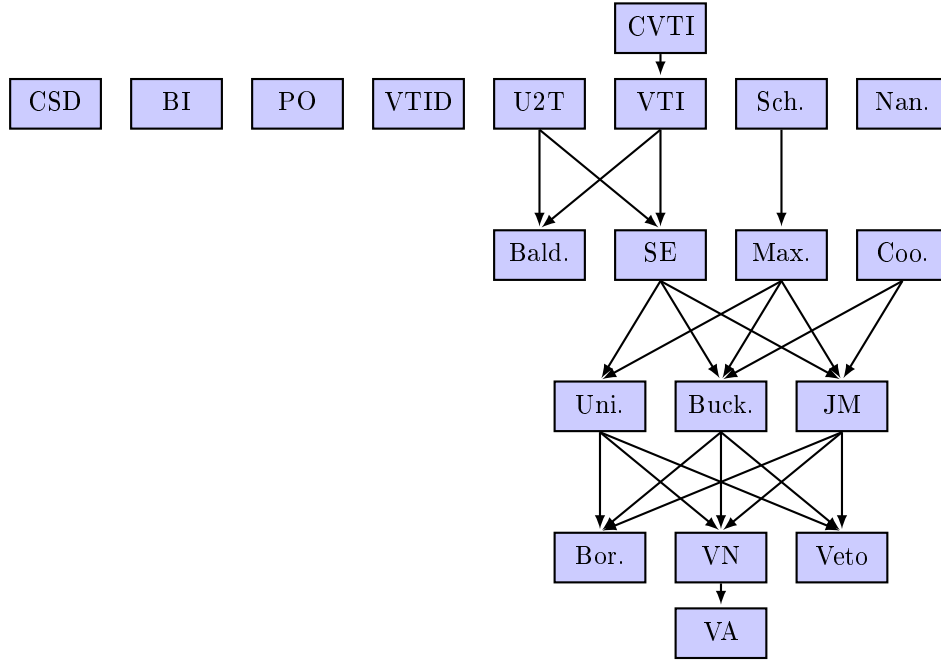 CVTI
CSD BI PO VTID U2T VTI Sch. Nan.
Bald. SE Max. Coo.
Uni. Buck. JM
Bor. VN Veto
VA